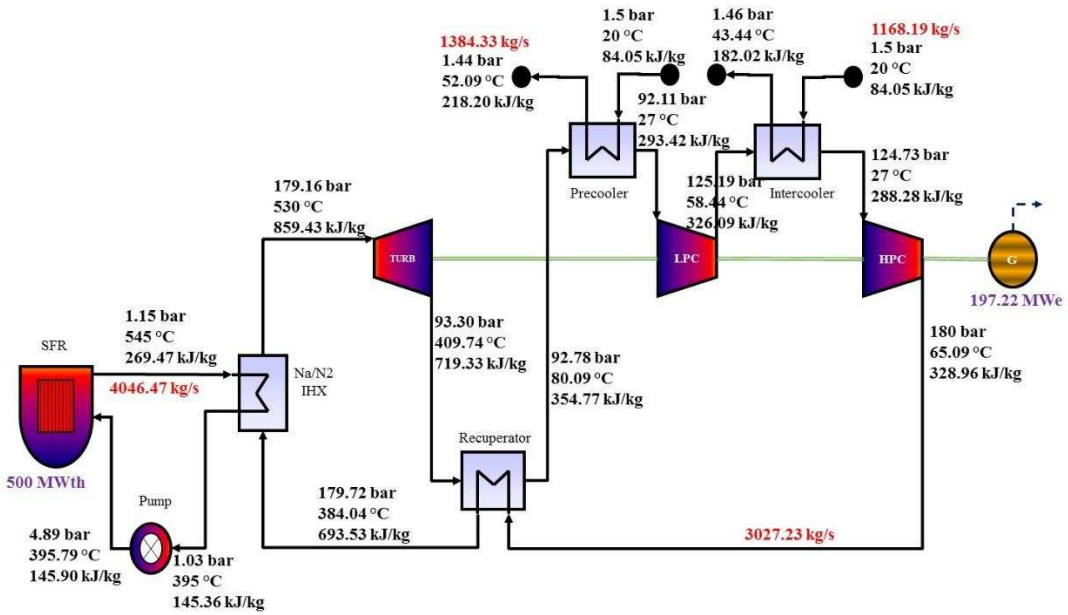 1384.33 kg/s
1.44 bar
52.09 °C
218.20 kJ/kg
1.5 bar
20 °C
84.05 kJ/kg
1.46 bar
43.44 °C
182.02 kJ/kg
1168.19 kg/s
1.5 bar
20 °C
84.05 kJ/kg
92.11 bar
27 °C
293.42 kJ/kg
Precooler
125.19 bar
58.44 °C
326.09 kJ/kg
Intercooler
124.73 bar
27 °C
288.28 kJ/kg
179.16 bar
530 °C
859.43 kJ/kg
TURB
LPC
HPC
G
197.22 MWe
1.15 bar
545 °C
269.47 kJ/kg
SFR
4046.47 kg/s
Na/N2
IHX
93.30 bar
409.74 °C
719.33 kJ/kg
92.78 bar
80.09 °C
354.77 kJ/kg
180 bar
65.09 °C
328.96 kJ/kg
Recuperator
500 MWth
Pump
179.72 bar
384.04 °C
693.53 kJ/kg
3027.23 kg/s
4.89 bar
395.79 °C
145.90 kJ/kg
1.03 bar
395 °C
145.36 kJ/kg